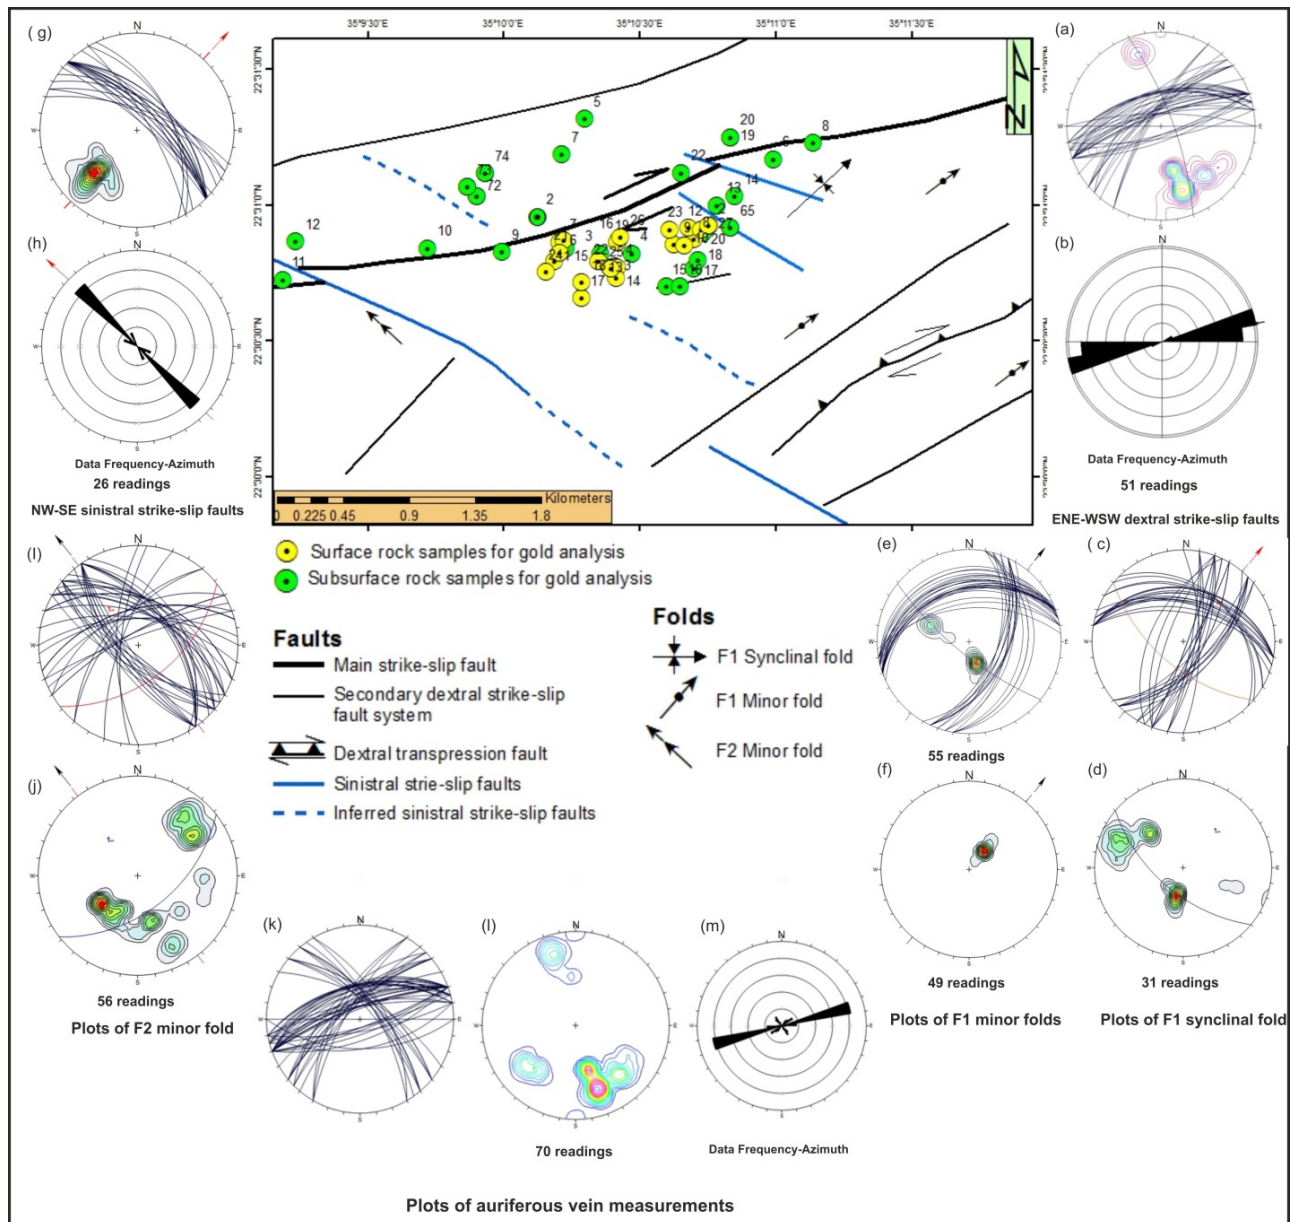 35°9'30"E 35°10'0"E 35°10'30"E 35°11'0"E 35°11'30"E
22°31'30"N
22°31'0"N
22°30'30"N
22°30'0"N
N
5
7
74
73
72
2
12
11
10
9
20
19
6
8
22
14
13
65
18
17
23
12
26
16
19
3
4
15
17
14
20
Kilometers
0 0.225 0.45 0.9 1.35 1.8
(g)
N
W
E
S
(h)
N
W
E
S
Data Frequency-Azimuth
26 readings
NW-SE sinistral strike-slip faults
(a)
N
W
E
S
(b)
N
W
E
S
Data Frequency-Azimuth
51 readings
ENE-WSW dextral strike-slip faults
Surface rock samples for gold analysis
Subsurface rock samples for gold analysis
Faults
Main strike-slip fault
Secondary dextral strike-slip
fault system
Dextral transpression fault
Sinistral strie-slip faults
Inferred sinistral strike-slip faults
Folds
F1 Synclinal fold
F1 Minor fold
F2 Minor fold
(I)
N
W
E
S
(j)
N
W
E
S
56 readings
Plots of F2 minor fold
(e)
N
W
E
S
55 readings
(c)
N
W
E
S
(f)
N
W
E
S
49 readings
Plots of F1 minor folds
(d)
N
W
E
S
31 readings
Plots of F1 synclinal fold
(k)
N
W
E
S
(l)
N
W
E
S
70 readings
(m)
N
W
E
S
Data Frequency-Azimuth
Plots of auriferous vein measurements